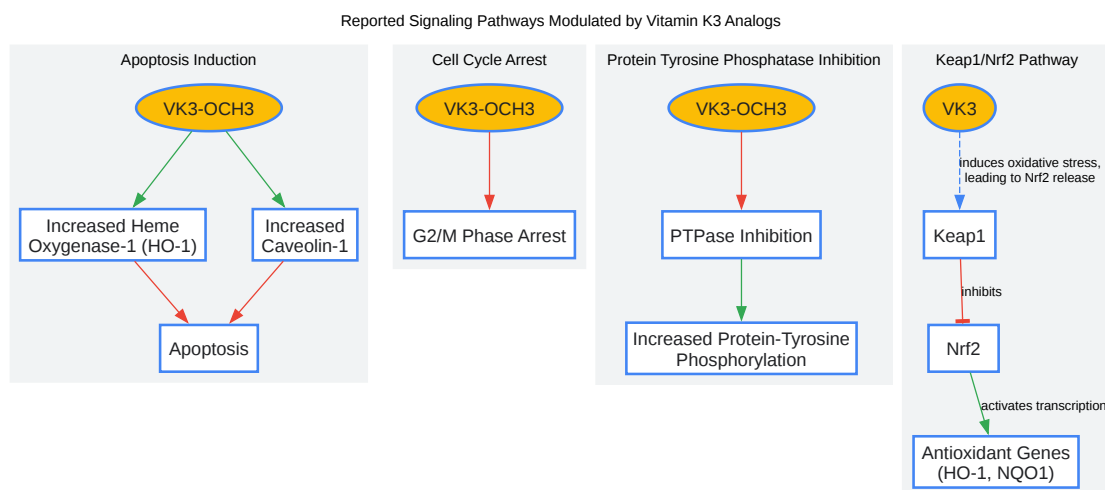 Reported Signaling Pathways Modulated by Vitamin K3 Analogs
Apoptosis Induction
VK3-OCH3
Increased Heme
Oxygenase-1 (HO-1)
Increased
Caveolin-1
Apoptosis
Cell Cycle Arrest
VK3-OCH3
G2/M Phase Arrest
Protein Tyrosine Phosphatase Inhibition
VK3-OCH3
PTPase Inhibition
Increased Protein-Tyrosine
Phosphorylation
Keap1/Nrf2 Pathway
VK3
induces oxidative stress,
leading to Nrf2 release
Keap1
inhibits
Nrf2
activates transcription
Antioxidant Genes
(HO-1, NQO1)